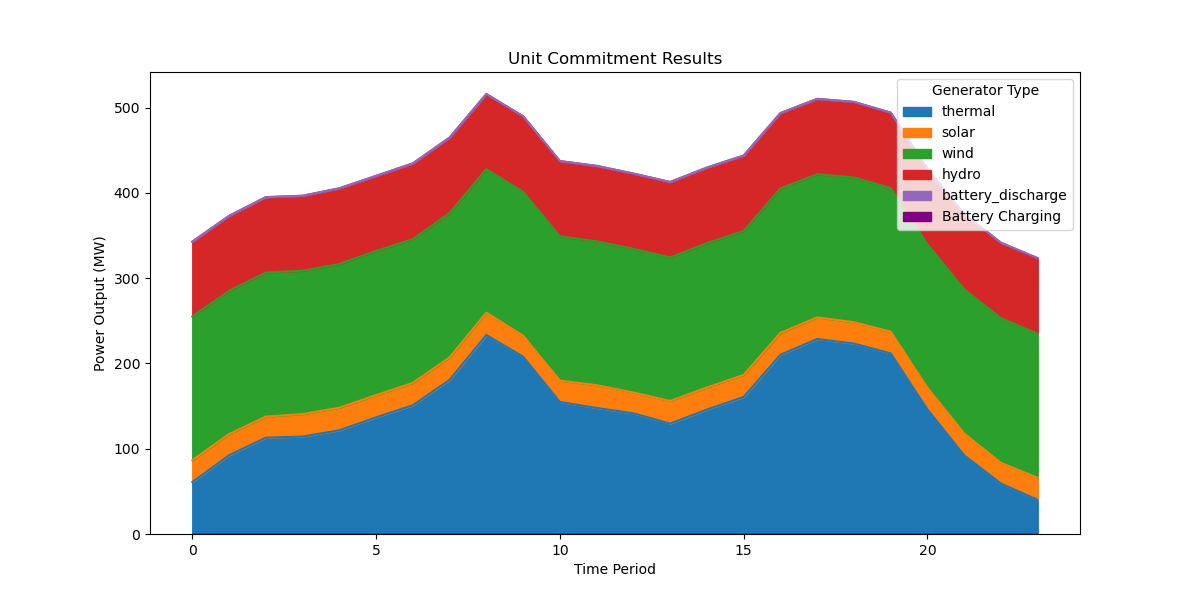 Unit Commitment Results
Power Output (MW)
500
400
300
200
100
0
Generator Type
thermal
solar
wind
hydro
battery_discharge
Battery Charging
0 5 10 15 20
Time Period